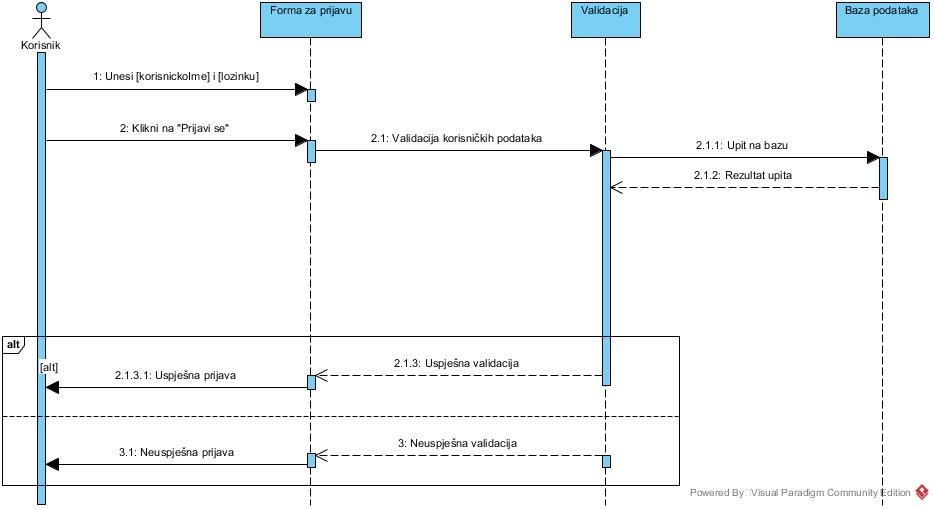 Forma za prijavu
Validacija
Baza podataka
Korisnik
1: Unesi [korisnickoIme] i [lozinku]
2: Klikni na "Prijavi se"
2.1: Validacija korisničkih podataka
2.1.1: Upit na bazu
2.1.2: Rezultat upita
alt
[alt]
2.1.3: Uspješna validacija
2.1.3.1: Uspješna prijava
3: Neuspješna validacija
3.1: Neuspješna prijava
Powered By Visual Paradigm Community Edition